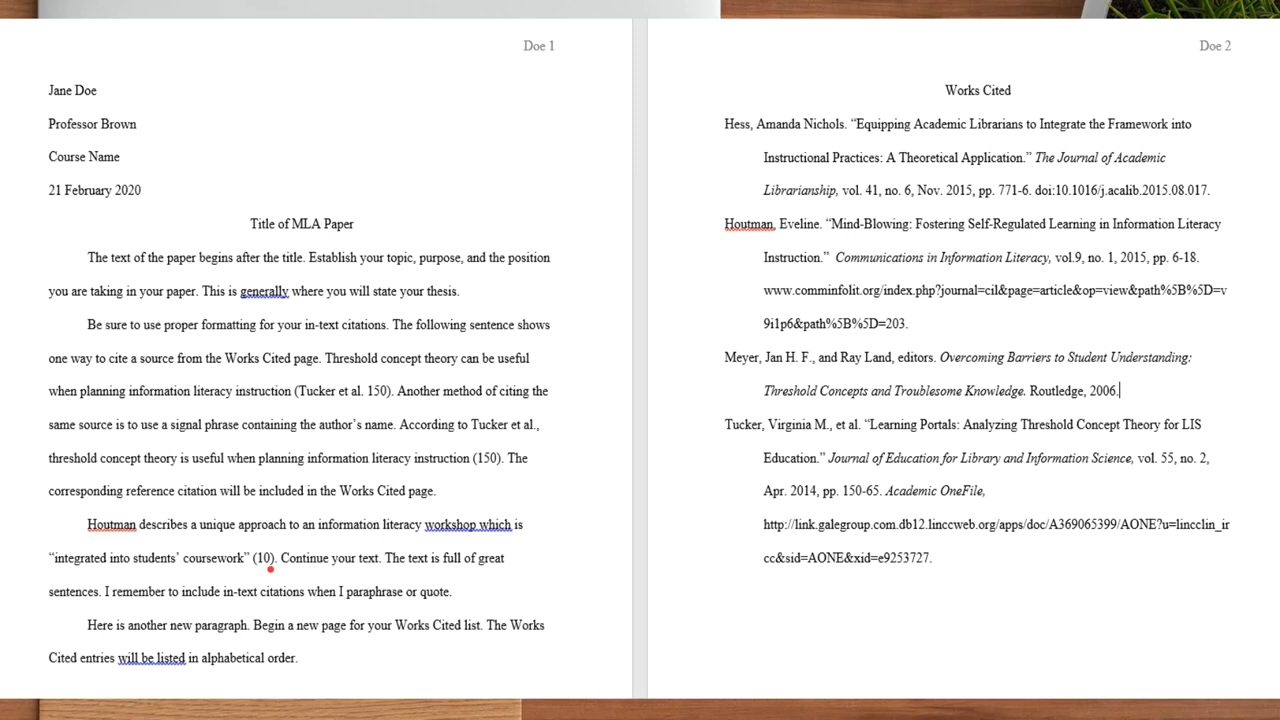 Doe 1
Jane Doe
Professor Brown
Course Name
21 February 2020
Title of MLA Paper
The text of the paper begins after the title. Establish your topic, purpose, and the position
you are taking in your paper. This is generally where you will state your thesis.
Be sure to use proper formatting for your in-text citations. The following sentence shows
one way to cite a source from the Works Cited page. Threshold concept theory can be useful
when planning information literacy instruction (Tucker et al. 150). Another method of citing the
same source is to use a signal phrase containing the author’s name. According to Tucker et al.,
threshold concept theory is useful when planning information literacy instruction (150). The
corresponding reference citation will be included in the Works Cited page.
Houtman describes a unique approach to an information literacy workshop which is
“integrated into students’ coursework” (10). Continue your text. The text is full of great
sentences. I remember to include in-text citations when I paraphrase or quote.
Here is another new paragraph. Begin a new page for your Works Cited list. The Works
Cited entries will be listed in alphabetical order.
Doe 2
Works Cited
Hess, Amanda Nichols. “Equipping Academic Librarians to Integrate the Framework into
Instructional Practices: A Theoretical Application.” The Journal of Academic
Librarianship, vol. 41, no. 6, Nov. 2015, pp. 771-6. doi:10.1016/j.acalib.2015.08.017.
Houtman, Eveline. “Mind-Blowing: Fostering Self-Regulated Learning in Information Literacy
Instruction.” Communications in Information Literacy, vol.9, no. 1, 2015, pp. 6-18.
www.comminfolit.org/index.php?journal=cil&page=article&op=view&path%5B%5D=v
9i1p6&path%5B%5D=203.
Meyer, Jan H. F., and Ray Land, editors. Overcoming Barriers to Student Understanding:
Threshold Concepts and Troublesome Knowledge. Routledge, 2006.
Tucker, Virginia M., et al. “Learning Portals: Analyzing Threshold Concept Theory for LIS
Education.” Journal of Education for Library and Information Science, vol. 55, no. 2,
Apr. 2014, pp. 150-65. Academic OneFile,
http://link.galegroup.com.db12.linccweb.org/apps/doc/A369065399/AONE?u=lincclin_ir
cc&sid=AONE&xid=e9253727.